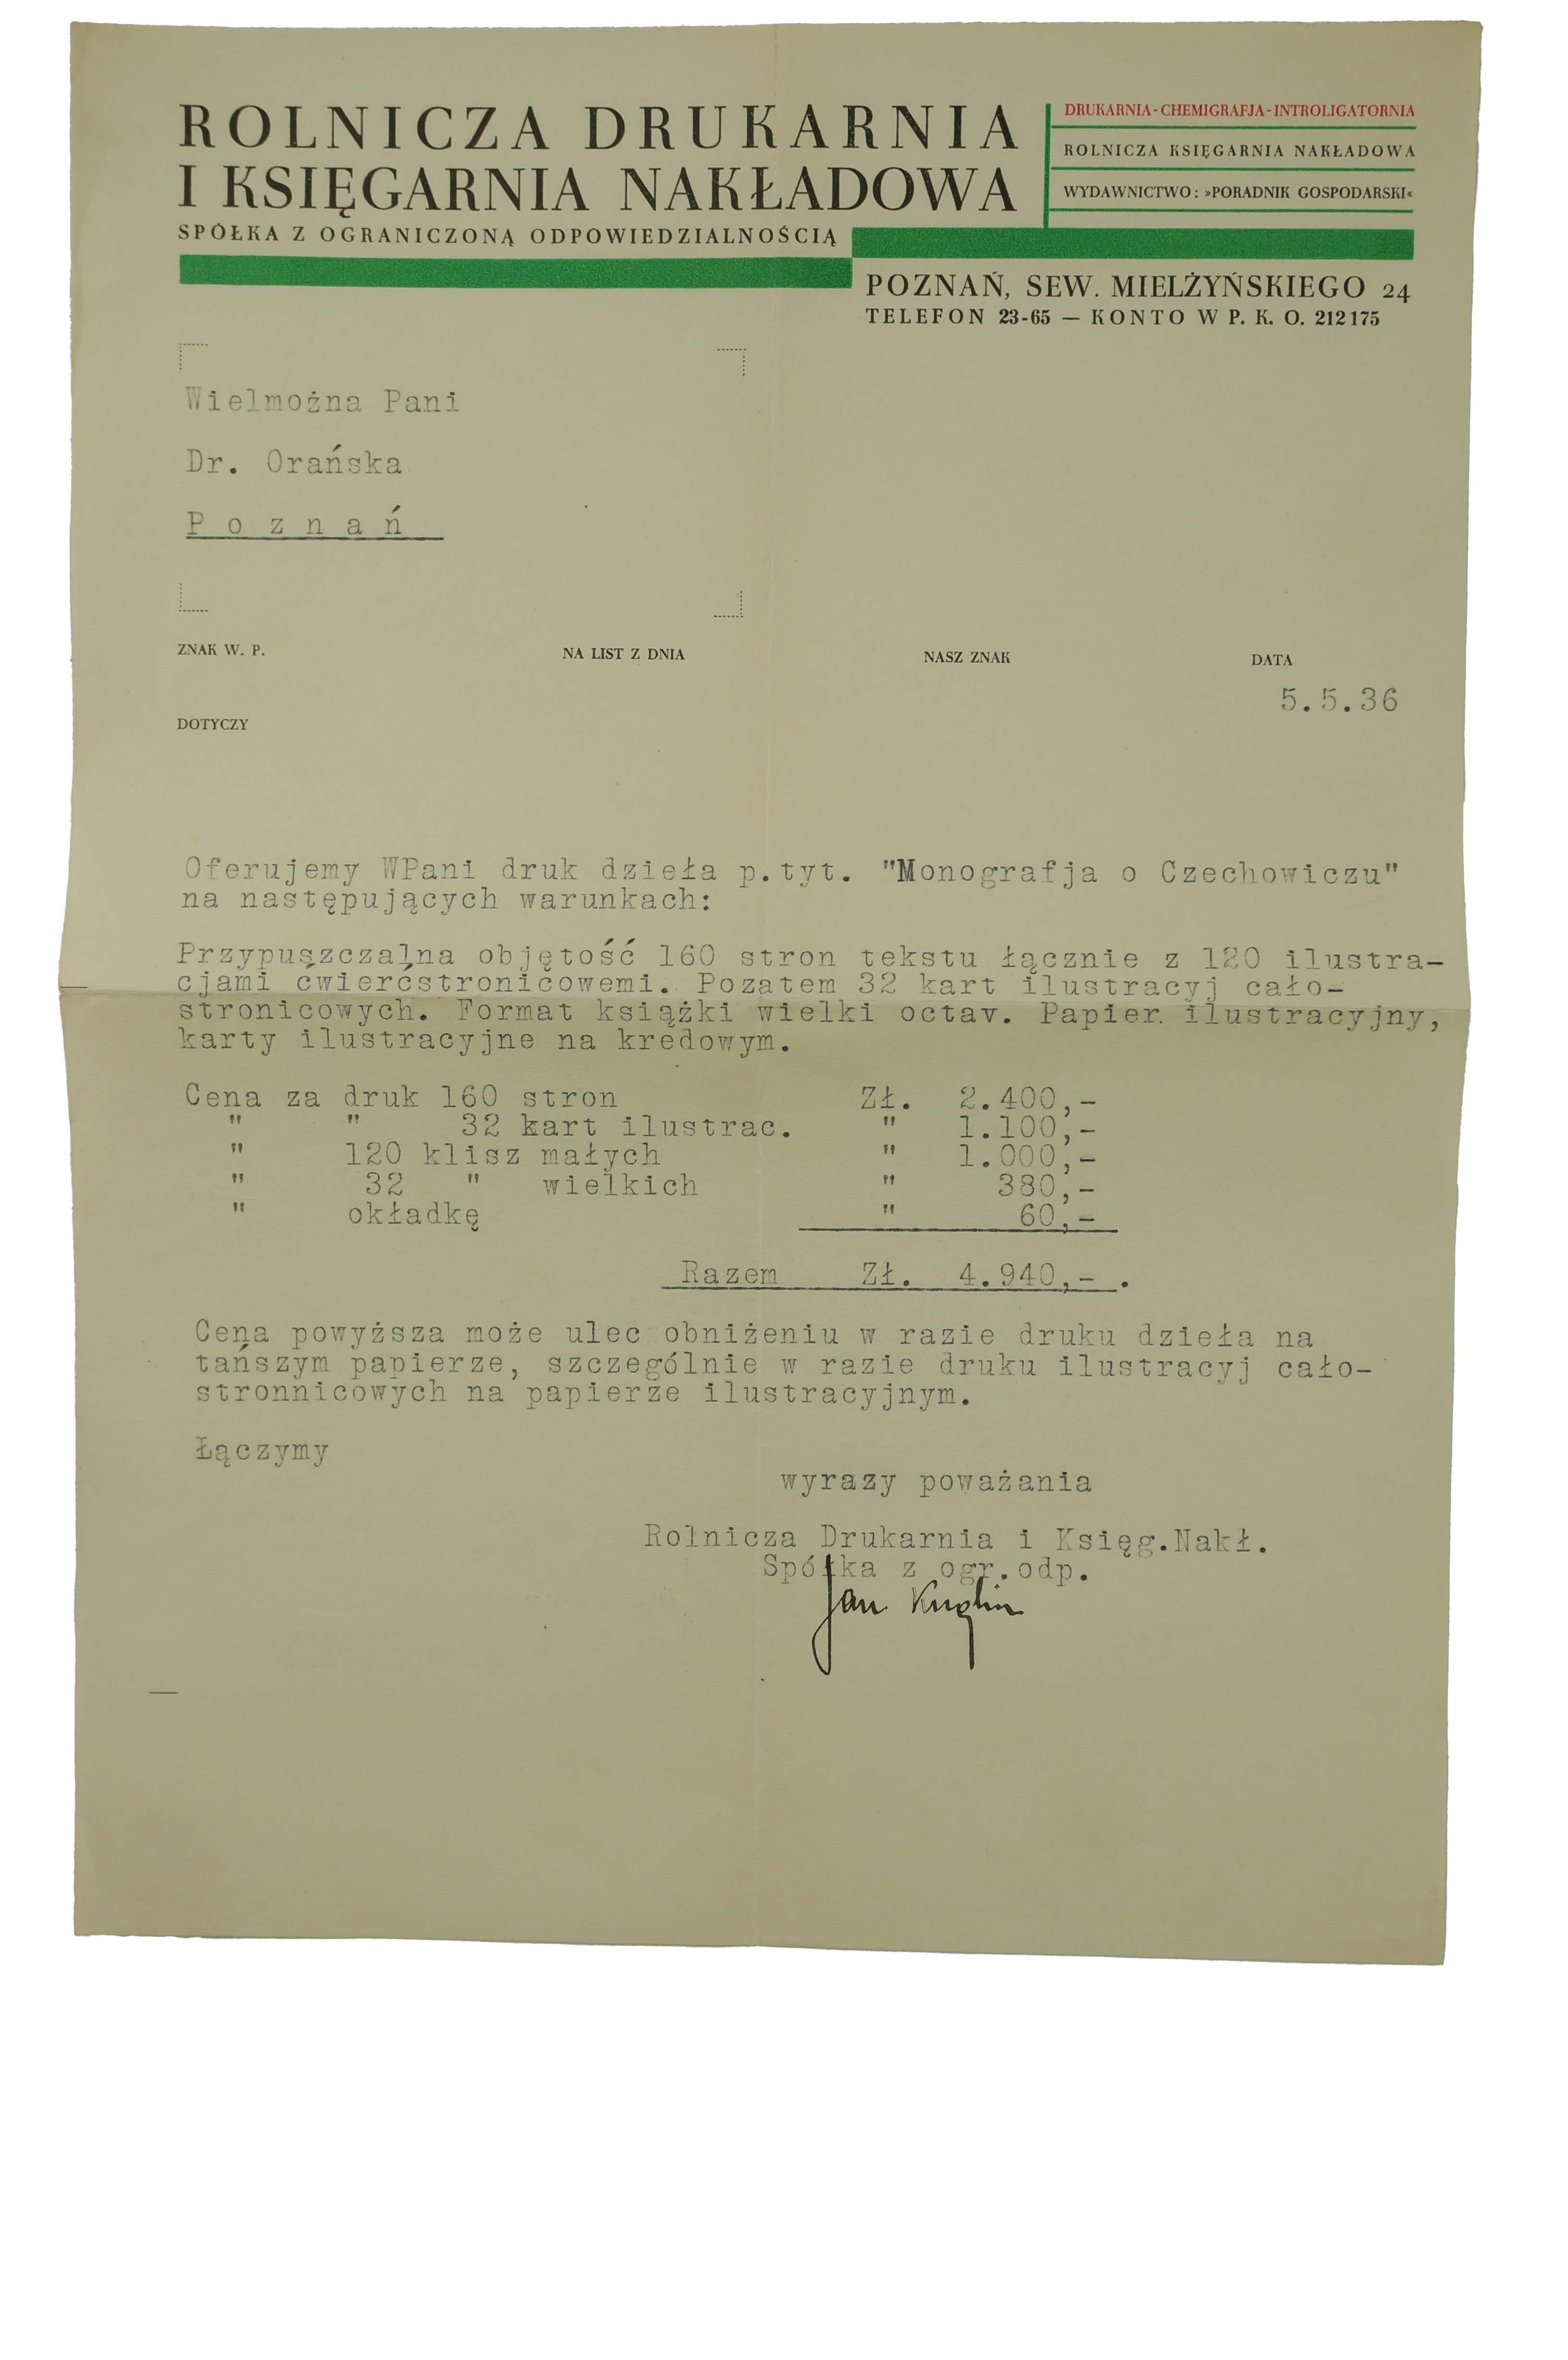 ROLNICZA DRUKARNIA
I KSIĘGARNIA NAKŁADOWA
SPÓŁKA Z OGRANICZONĄ ODPOWIEDZIALNOŚCIĄ
DRUKARNIA-CHEMIGRAFJA-INTROLIGATORNIA
ROLNICZA KSIĘGARNIA NAKŁADOWA
WYDAWNICTWO: »PORADNIK GOSPODARSKI«
POZNAŃ, SEW. MIELŻYŃSKIEGO 24
TELEFON 23-65 — KONTO W P. K. O. 212175
Wielmożna Pani
Dr. Orańska
P o z n a ń
ZNAK W. P. NA LIST Z DNIA NASZ ZNAK DATA
5.5.36
DOTYCZY
Oferujemy WPani druk dzieła p.tyt. "Monografja o Czechowiczu"
na następujących warunkach:
Przypuszczalna objętość 160 stron tekstu łącznie z 120 ilustra-
cjami ćwierćstronicowemi. Pozatem 32 kart ilustracyj cało-
stronicowych. Format książki wielki octav. Papier ilustracyjny,
karty ilustracyjne na kredowym.
Cena za druk 160 stron Zł. 2.400,-
" " 32 kart ilustrac. " 1.100,-
" 120 klisz małych " 1.000,-
" 32 " wielkich " 380,-
" okładkę " 60,-
Razem Zł. 4.940,- .
Cena powyższa może ulec obniżeniu w razie druku dzieła na
tańszym papierze, szczególnie w razie druku ilustracyj cało-
stronnicowych na papierze ilustracyjnym.
Łączymy
wyrazy poważania
Rolnicza Drukarnia i Księg.Nakł.
Spółka z ogr.odp.
Jan Kuglin